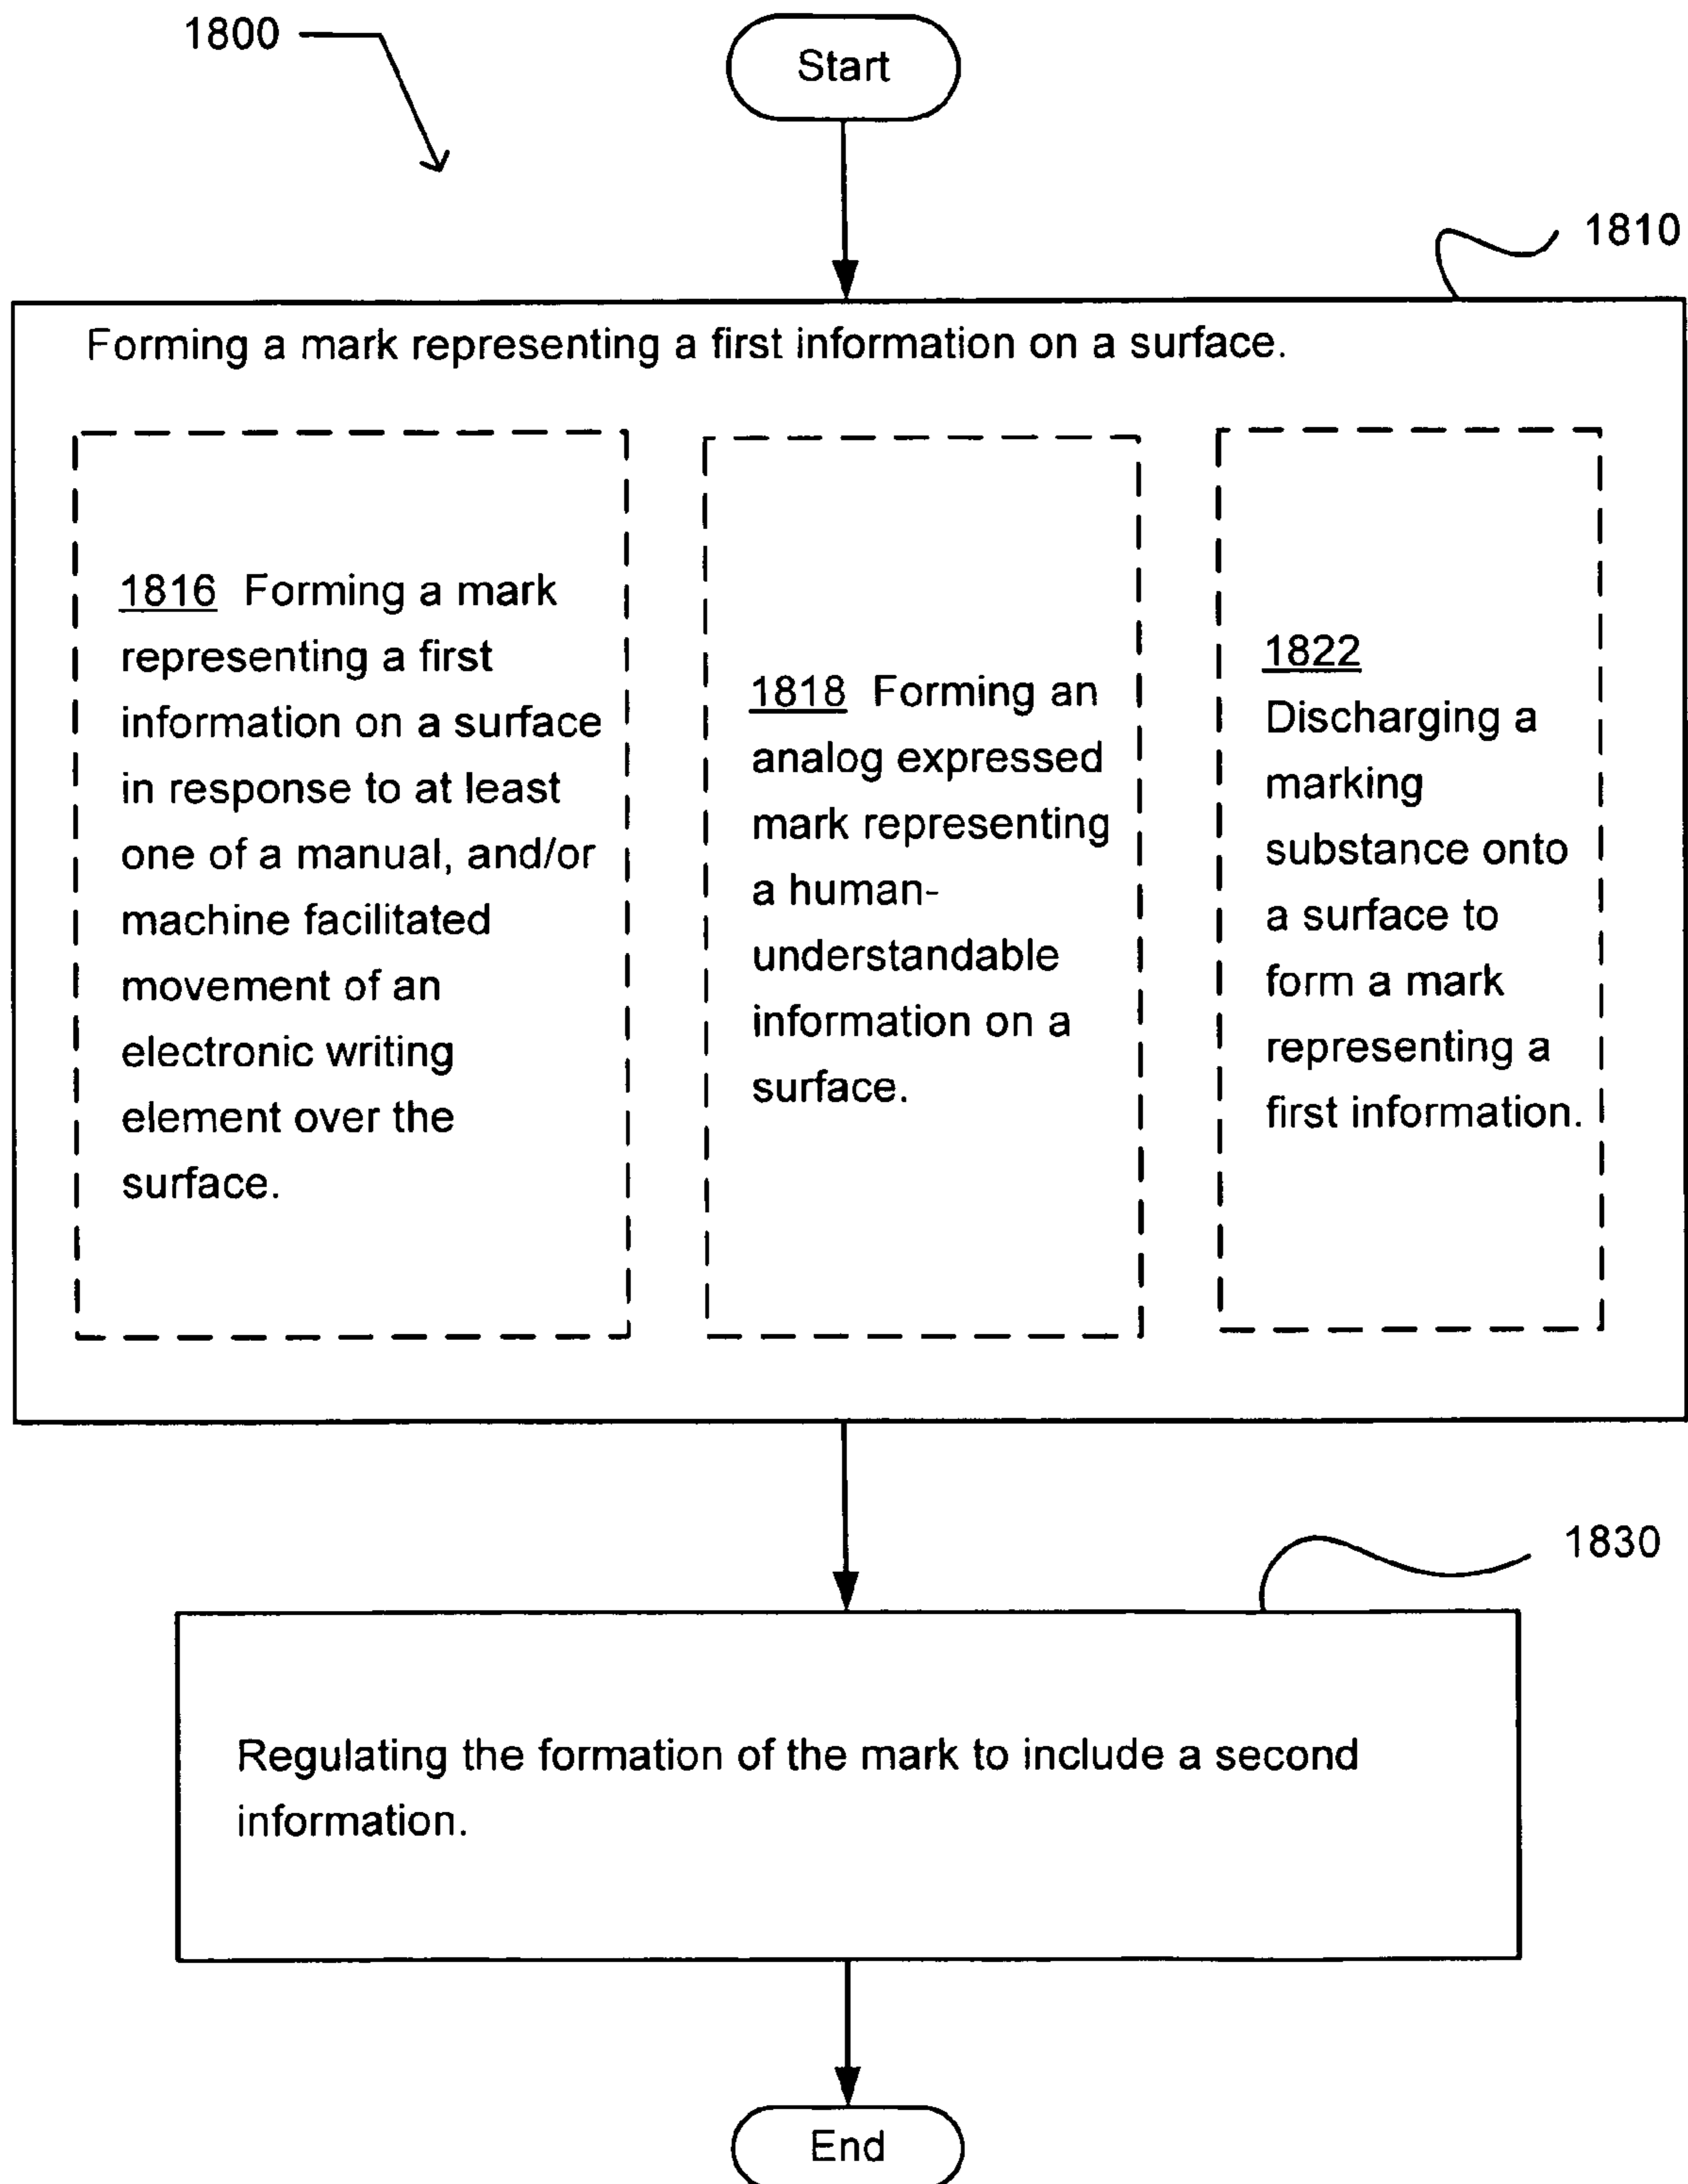 1800
Start
1810
Forming a mark representing a first information on a surface.
1816 Forming a mark
representing a first
information on a surface
in response to at least
one of a manual, and/or
machine facilitated
movement of an
electronic writing
element over the
surface.
1818 Forming an
analog expressed
mark representing
a human-
understandable
information on a
surface.
1822
Discharging a
marking
substance onto
a surface to
form a mark
representing a
first information.
1830
Regulating the formation of the mark to include a second
information.
End